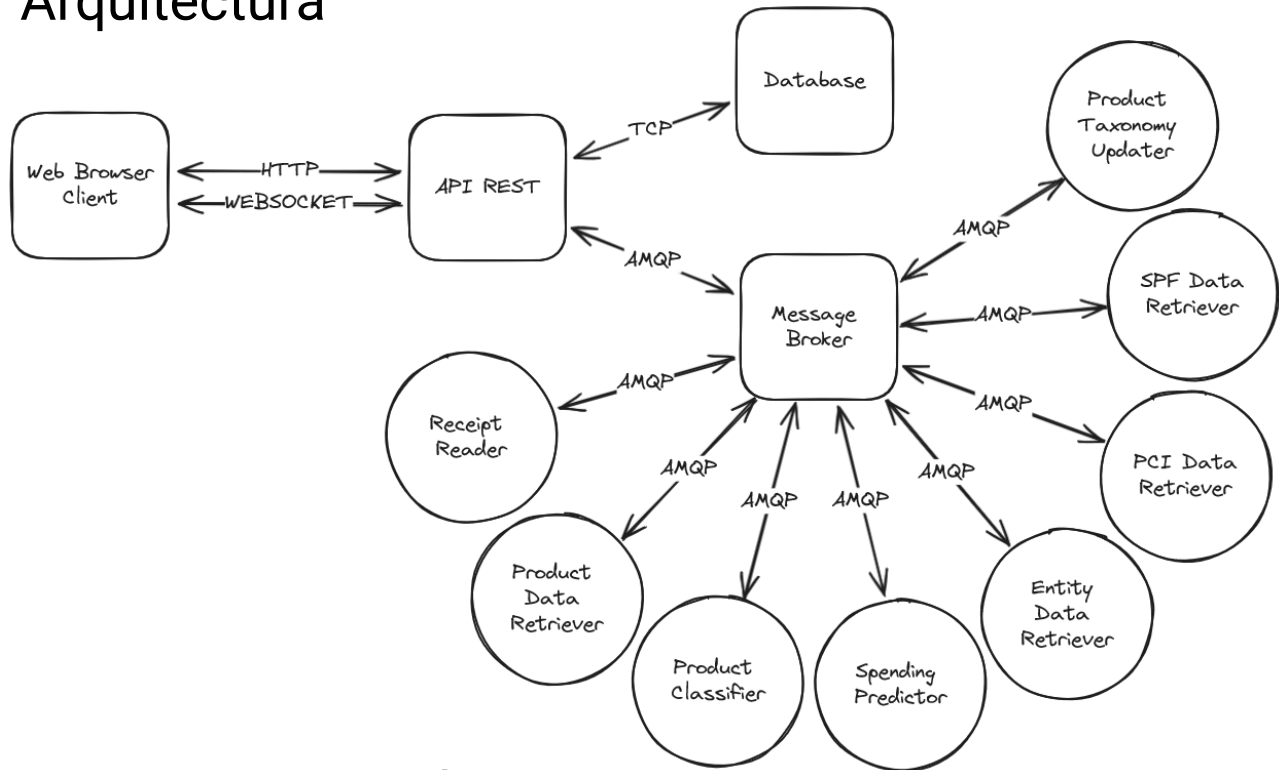 Arquitectura
Database
Product
Taxonomy
Updater
TCP
Web Browser
Client
HTTP
WEBSOCKET
API REST
AMQP
AMQP
SPF Data
Retriever
Message
Broker
AMQP
AMQP
AMQP
Receipt
Reader
PCI Data
Retriever
AMQP
AMQP
AMQP
AMQP
Product
Data
Retriever
Entity
Data
Retriever
Product
Classifier
Spending
Predictor